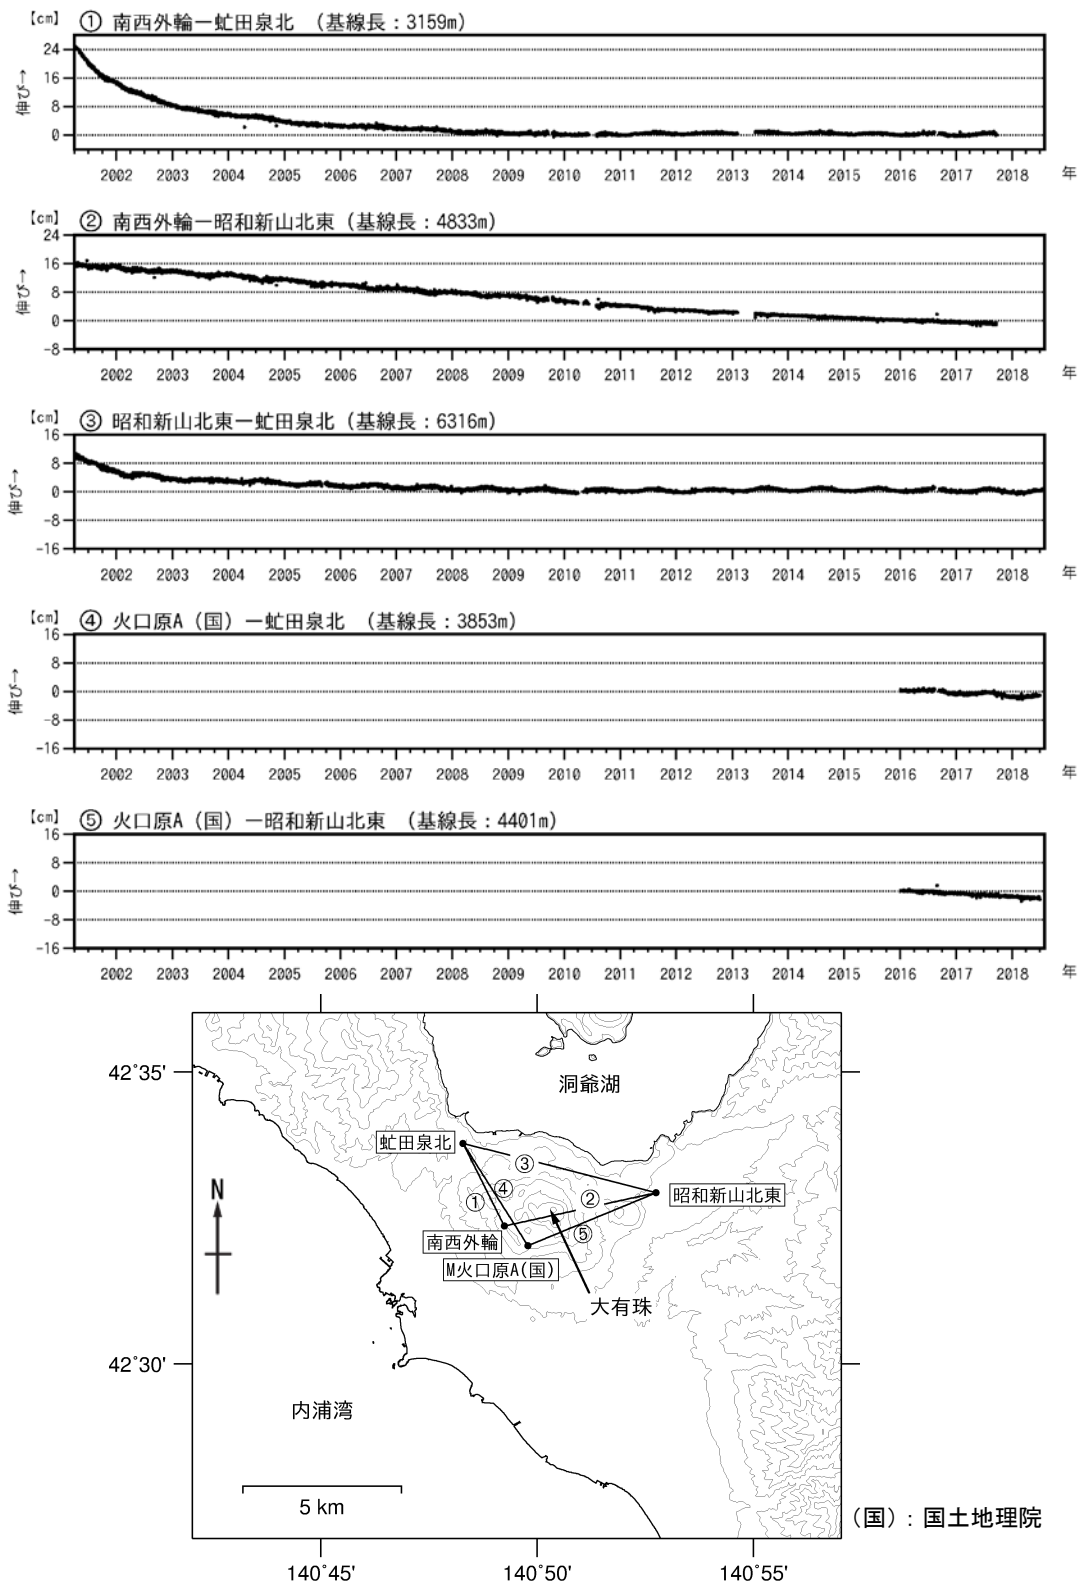 【cm】 ① 南西外輪－虻田泉北 （基線長：3159m）
24
16
8
0
伸び→
2002 2003 2004 2005 2006 2007 2008 2009 2010 2011 2012 2013 2014 2015 2016 2017 2018 年
【cm】 ② 南西外輪－昭和新山北東（基線長：4833m）
24
16
8
0
-8
伸び→
2002 2003 2004 2005 2006 2007 2008 2009 2010 2011 2012 2013 2014 2015 2016 2017 2018 年
【cm】 ③ 昭和新山北東－虻田泉北（基線長：6316m）
16
8
0
-8
-16
伸び→
2002 2003 2004 2005 2006 2007 2008 2009 2010 2011 2012 2013 2014 2015 2016 2017 2018 年
【cm】 ④ 火口原A（国）－虻田泉北 （基線長：3853m）
16
8
0
-8
-16
伸び→
2002 2003 2004 2005 2006 2007 2008 2009 2010 2011 2012 2013 2014 2015 2016 2017 2018 年
【cm】 ⑤ 火口原A（国）－昭和新山北東 （基線長：4401m）
16
8
0
-8
-16
伸び→
2002 2003 2004 2005 2006 2007 2008 2009 2010 2011 2012 2013 2014 2015 2016 2017 2018 年
42˚35'
洞爺湖
虻田泉北
③
④
①
②
昭和新山北東
N
南西外輪
⑤
M火口原A(国)
大有珠
42˚30'
内浦湾
5 km
（国）：国土地理院
140˚45' 140˚50' 140˚55'